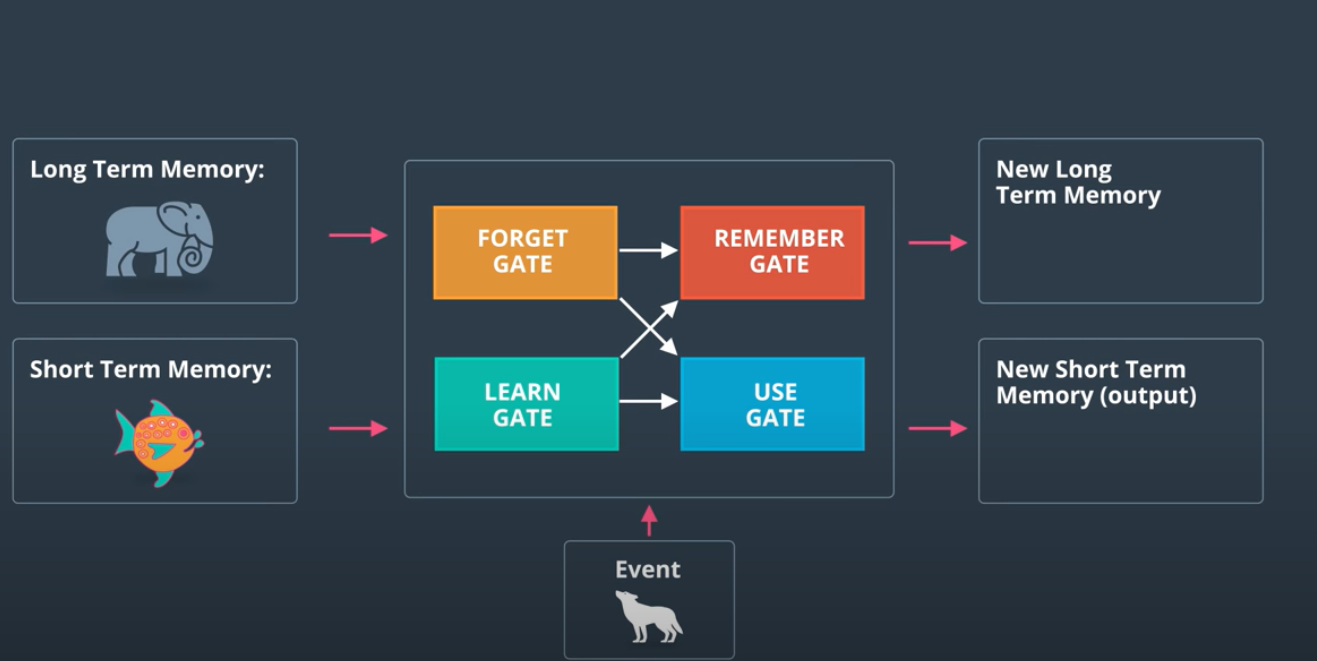 Long Term Memory:
Short Term Memory:
FORGET
GATE
REMEMBER
GATE
LEARN
GATE
USE
GATE
New Long
Term Memory
New Short Term
Memory (output)
Event